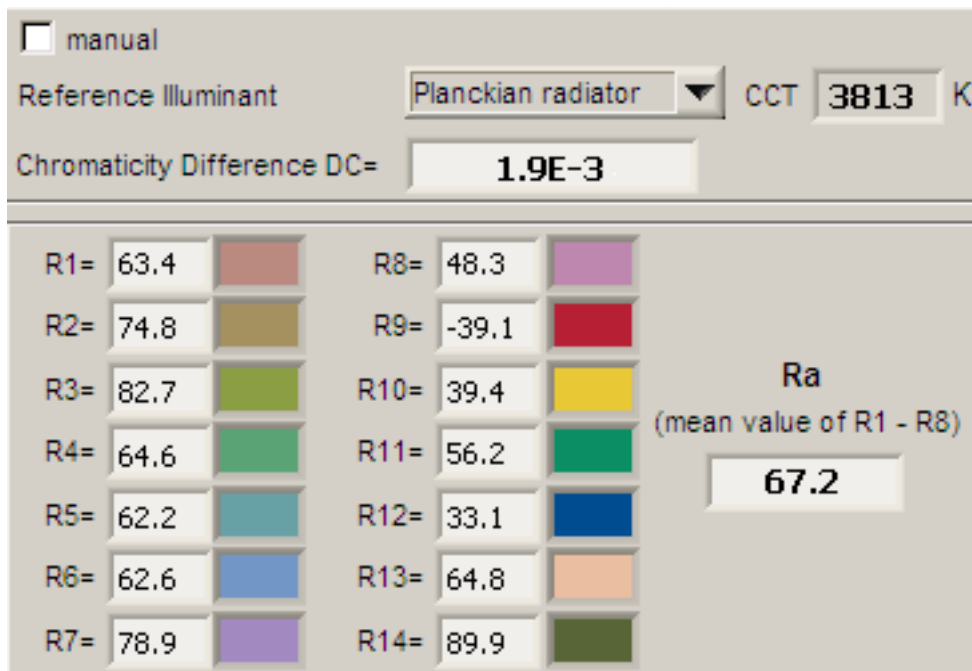 manual
Reference Illuminant Planckian radiator CCT 3813 K
Chromaticity Difference DC= 1.9E-3
R1= 63.4 R8= 48.3
R2= 74.8 R9= -39.1
R3= 82.7 R10= 39.4
R4= 64.6 R11= 56.2
R5= 62.2 R12= 33.1
R6= 62.6 R13= 64.8
R7= 78.9 R14= 89.9
Ra
(mean value of R1 - R8)
67.2